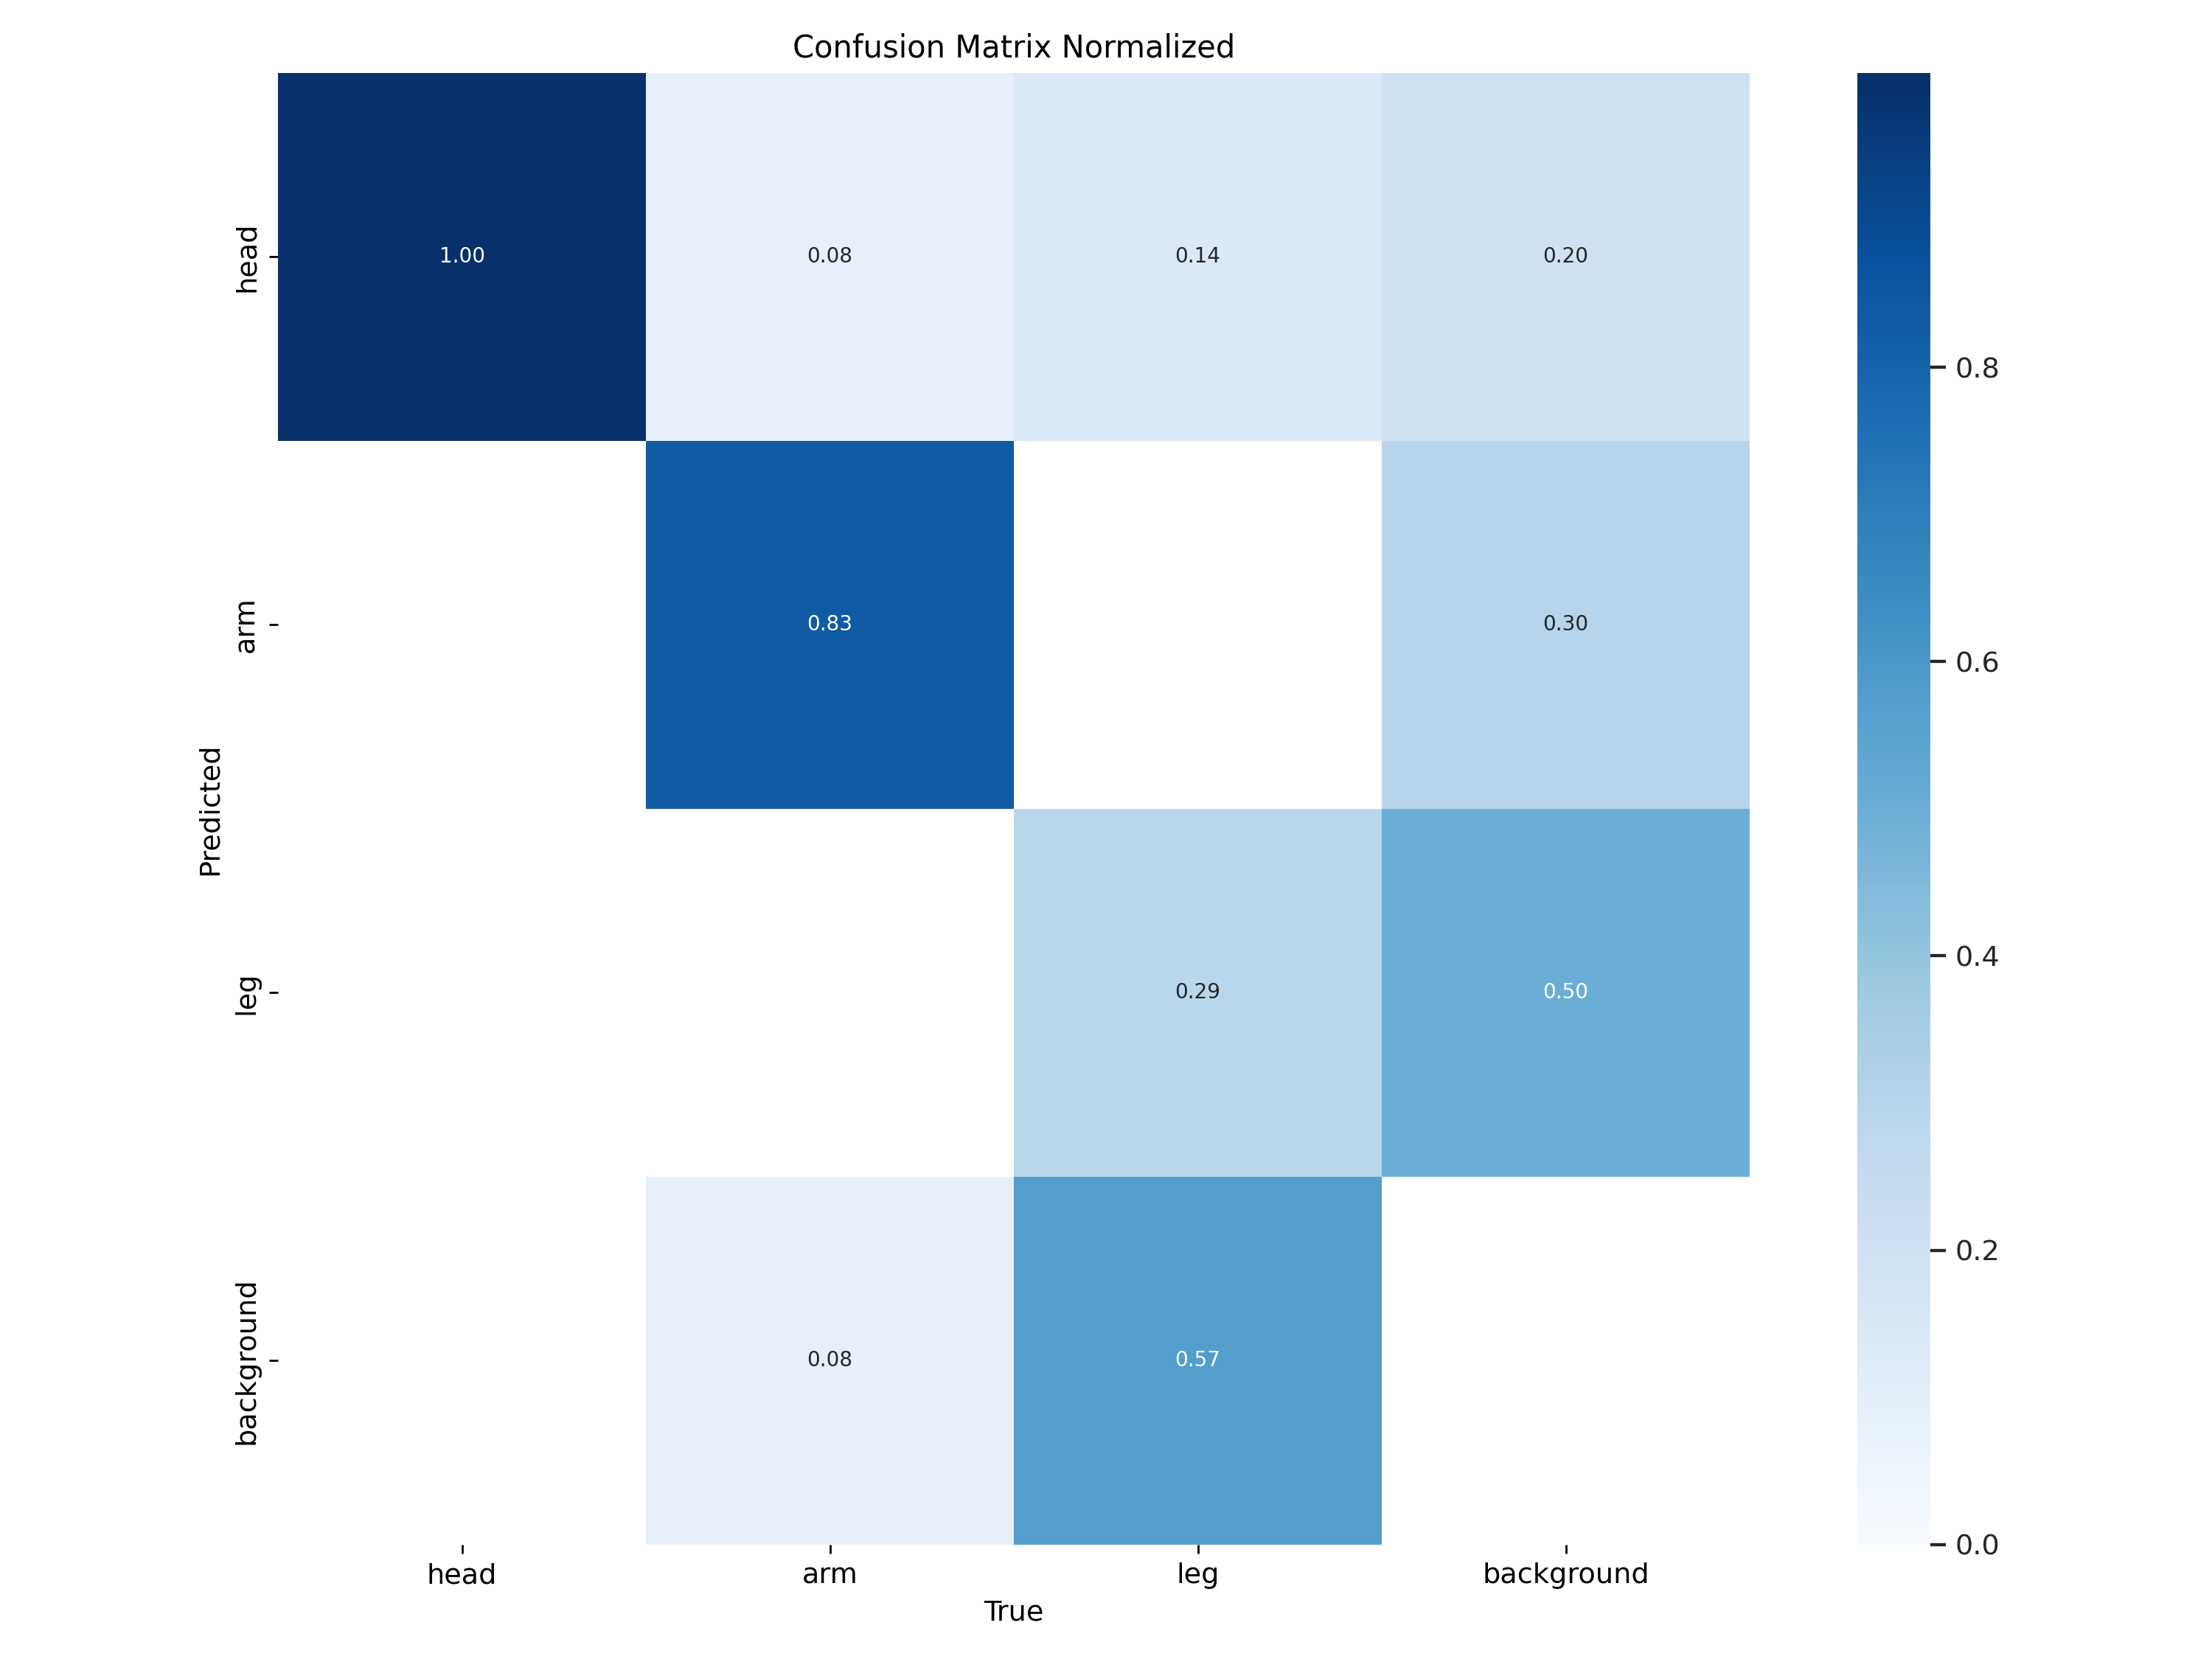 Confusion Matrix Normalized
head
1.00 0.08 0.14 0.20
arm
0.83 0.30
leg
0.29 0.50
background
0.08 0.57
Predicted
head arm leg background
True
0.8
0.6
0.4
0.2
0.0